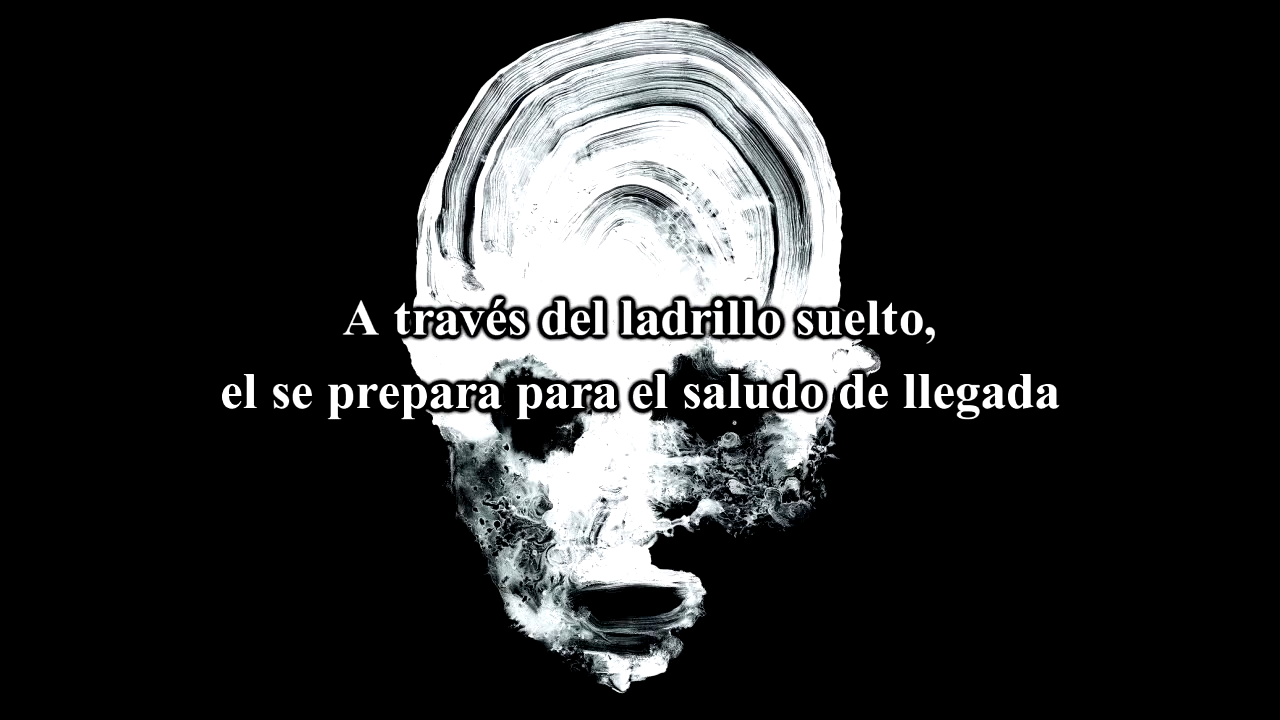 A través del ladrillo suelto,
el se prepara para el saludo de llegada